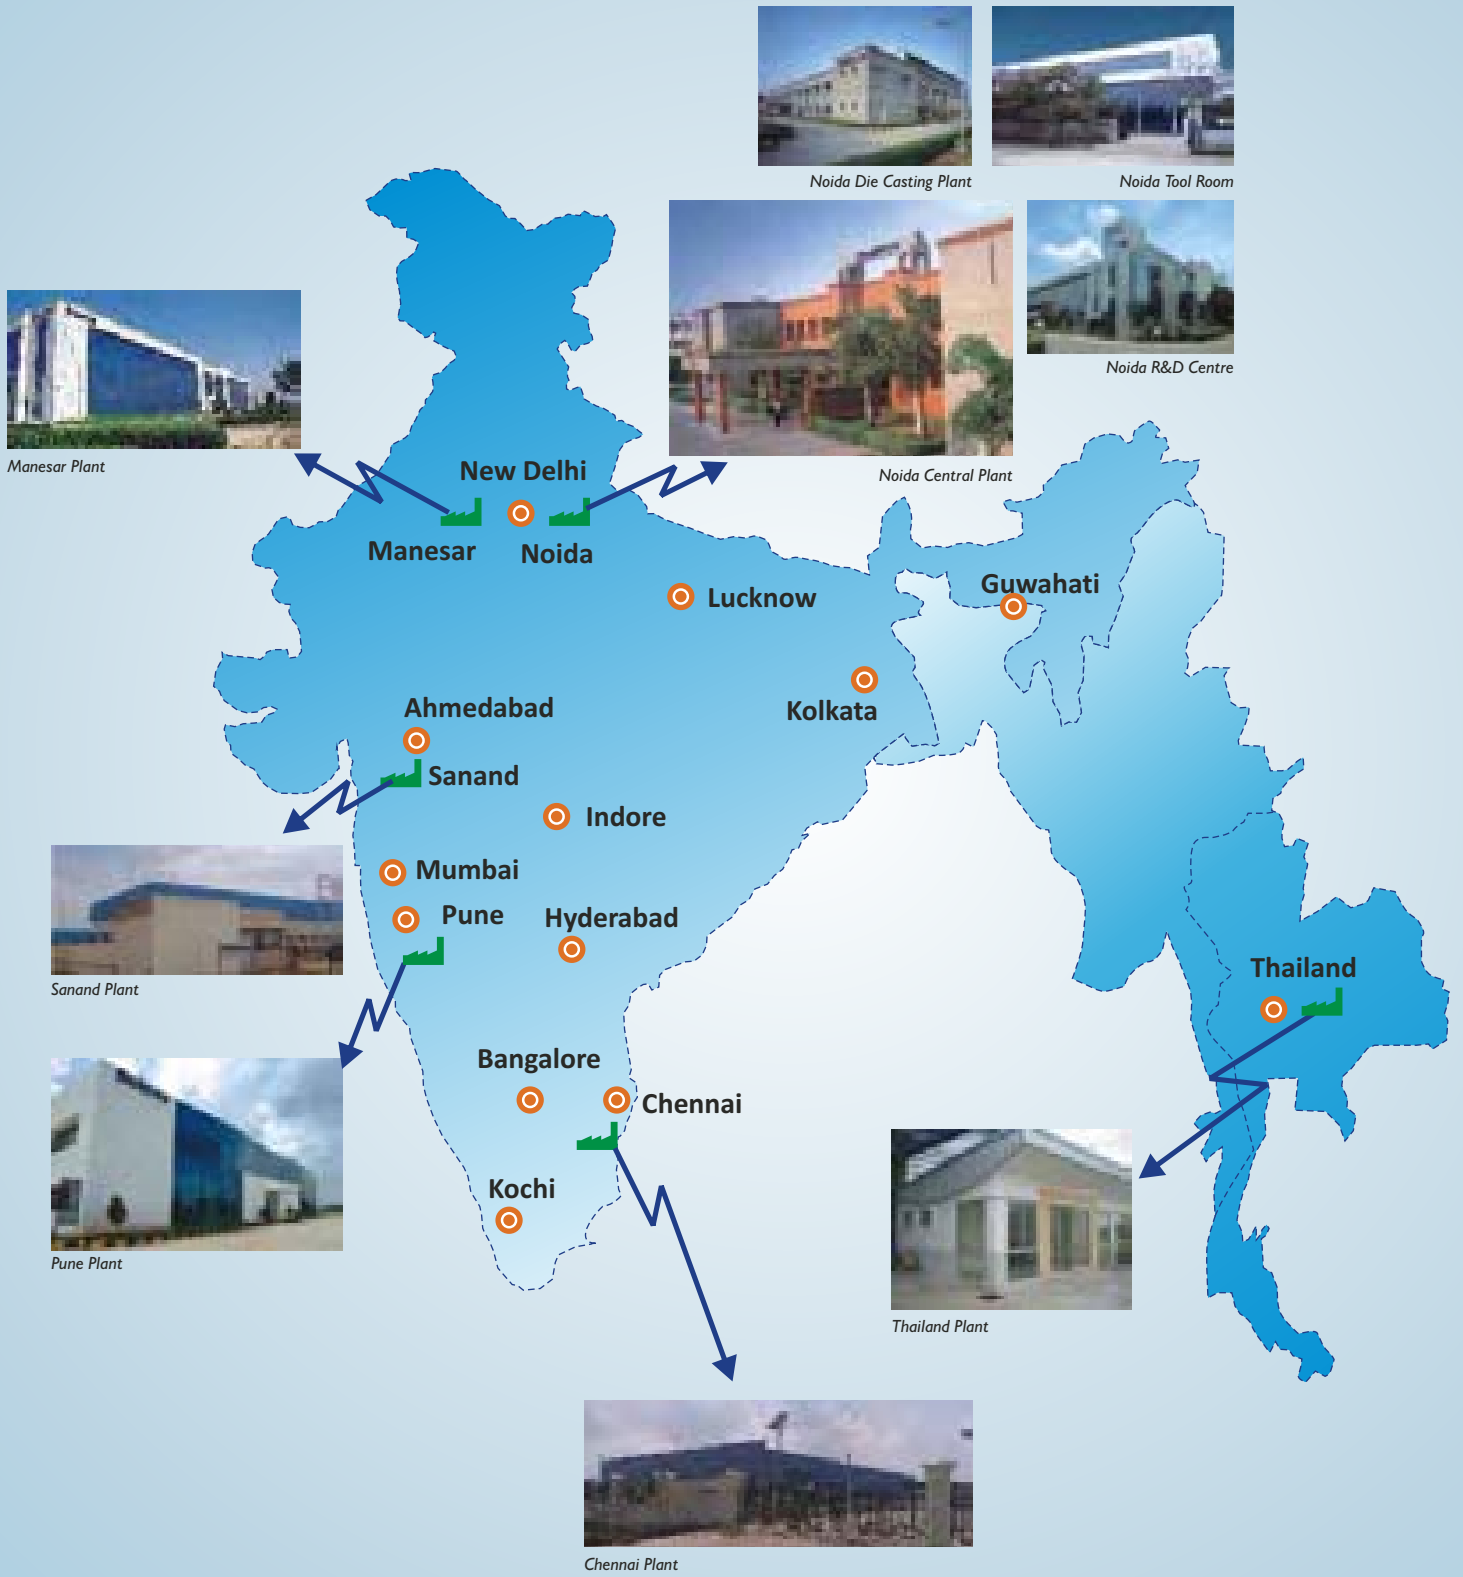 Noida Die Casting Plant
Noida Tool Room
Noida R&D Centre
Noida Central Plant
Manesar Plant
New Delhi
Manesar
Noida
Lucknow
Guwahati
Kolkata
Ahmedabad
Sanand
Indore
Mumbai
Pune
Hyderabad
Thailand
Sanand Plant
Bangalore
Chennai
Kochi
Pune Plant
Thailand Plant
Chennai Plant